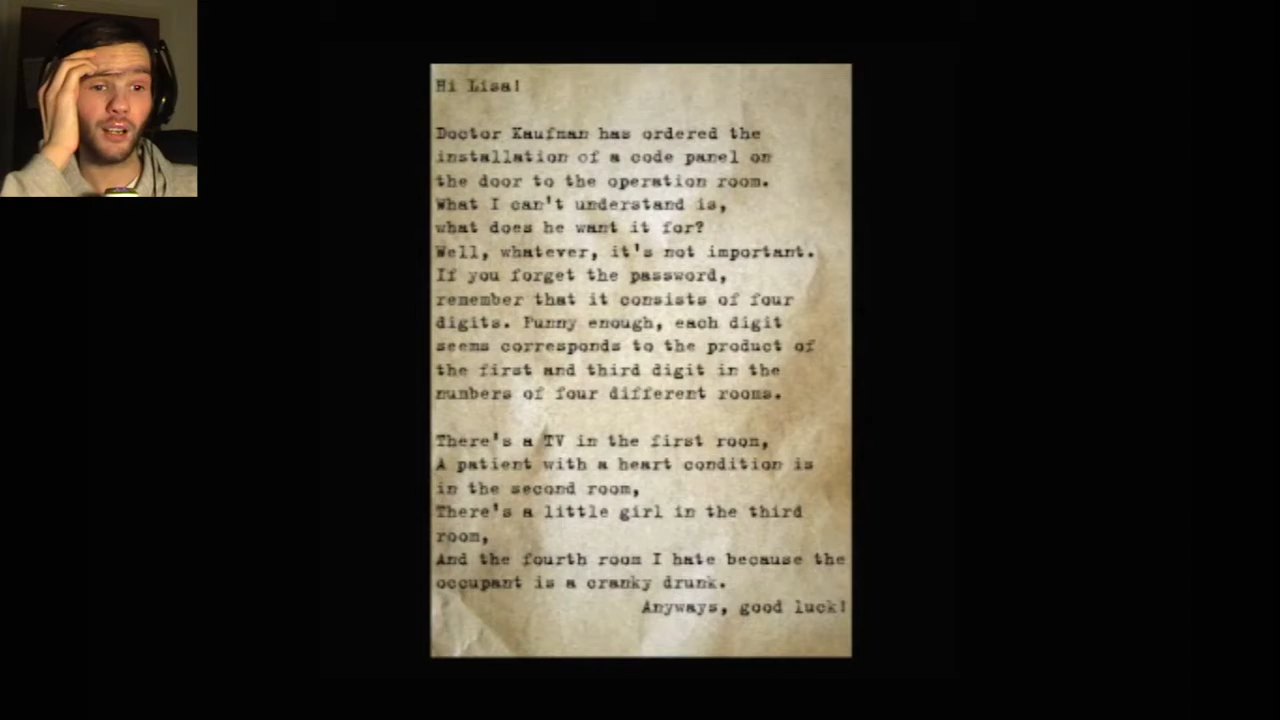 Hi Lisa!
Doctor Kaufman has ordered the
installation of a code panel on
the door to the operation room.
What I can't understand is,
what does he want it for?
Well, whatever, it's not important.
If you forget the password,
remember that it consists of four
digits. Funny enough, each digit
seems corresponds to the product of
the first and third digit in the
numbers of four different rooms.
There's a TV in the first room,
A patient with a heart condition is
in the second room,
There's a little girl in the third
room,
And the fourth room I hate because the
occupant is a cranky drunk.
Anyways, good luck!